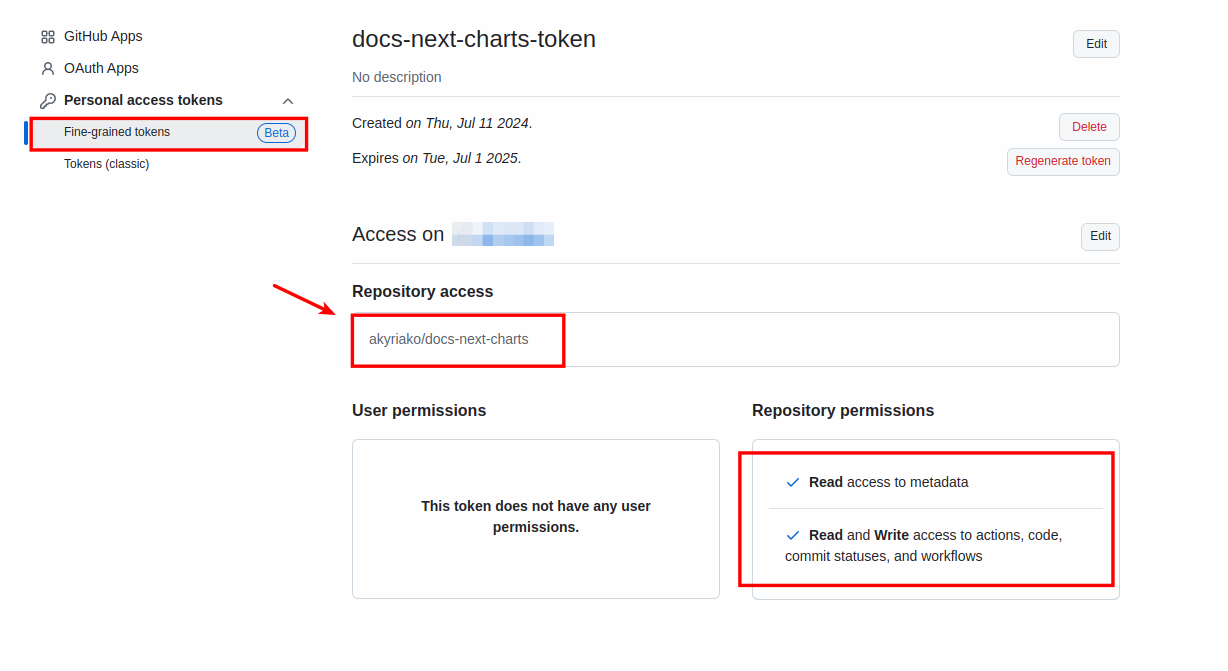 GitHub Apps
OAuth Apps
Personal access tokens
Fine-grained tokens Beta
Tokens (classic)
docs-next-charts-token
Edit
No description
Created on Thu, Jul 11 2024.
Delete
Expires on Tue, Jul 1 2025.
Regenerate token
Access on
Edit
Repository access
akyriako/docs-next-charts
User permissions
This token does not have any user
permissions.
Repository permissions
Read access to metadata
Read and Write access to actions, code,
commit statuses, and workflows